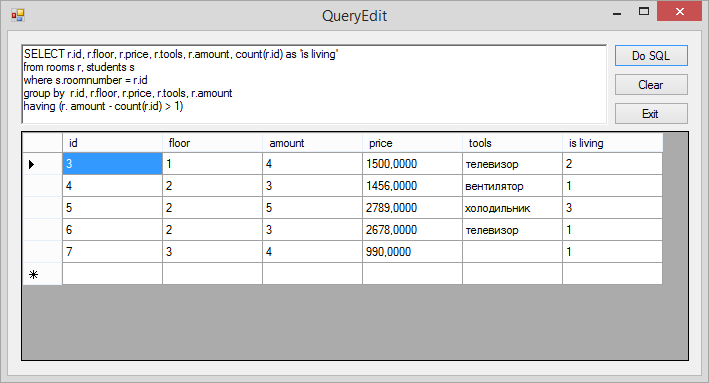 QueryEdit
SELECT r.id, r.floor, r.price, r.tools, r.amount, count(r.id) as 'is living'
from rooms r, students s
where s.roomnumber = r.id
group by  r.id, r.floor, r.price, r.tools, r.amount
having (r. amount - count(r.id) > 1)
Do SQL
Clear
Exit
id floor amount price tools is living
3 1 4 1500,0000 телевизор 2
4 2 3 1456,0000 вентилятор 1
5 2 5 2789,0000 холодильник 3
6 2 3 2678,0000 телевизор 1
7 3 4 990,0000 1